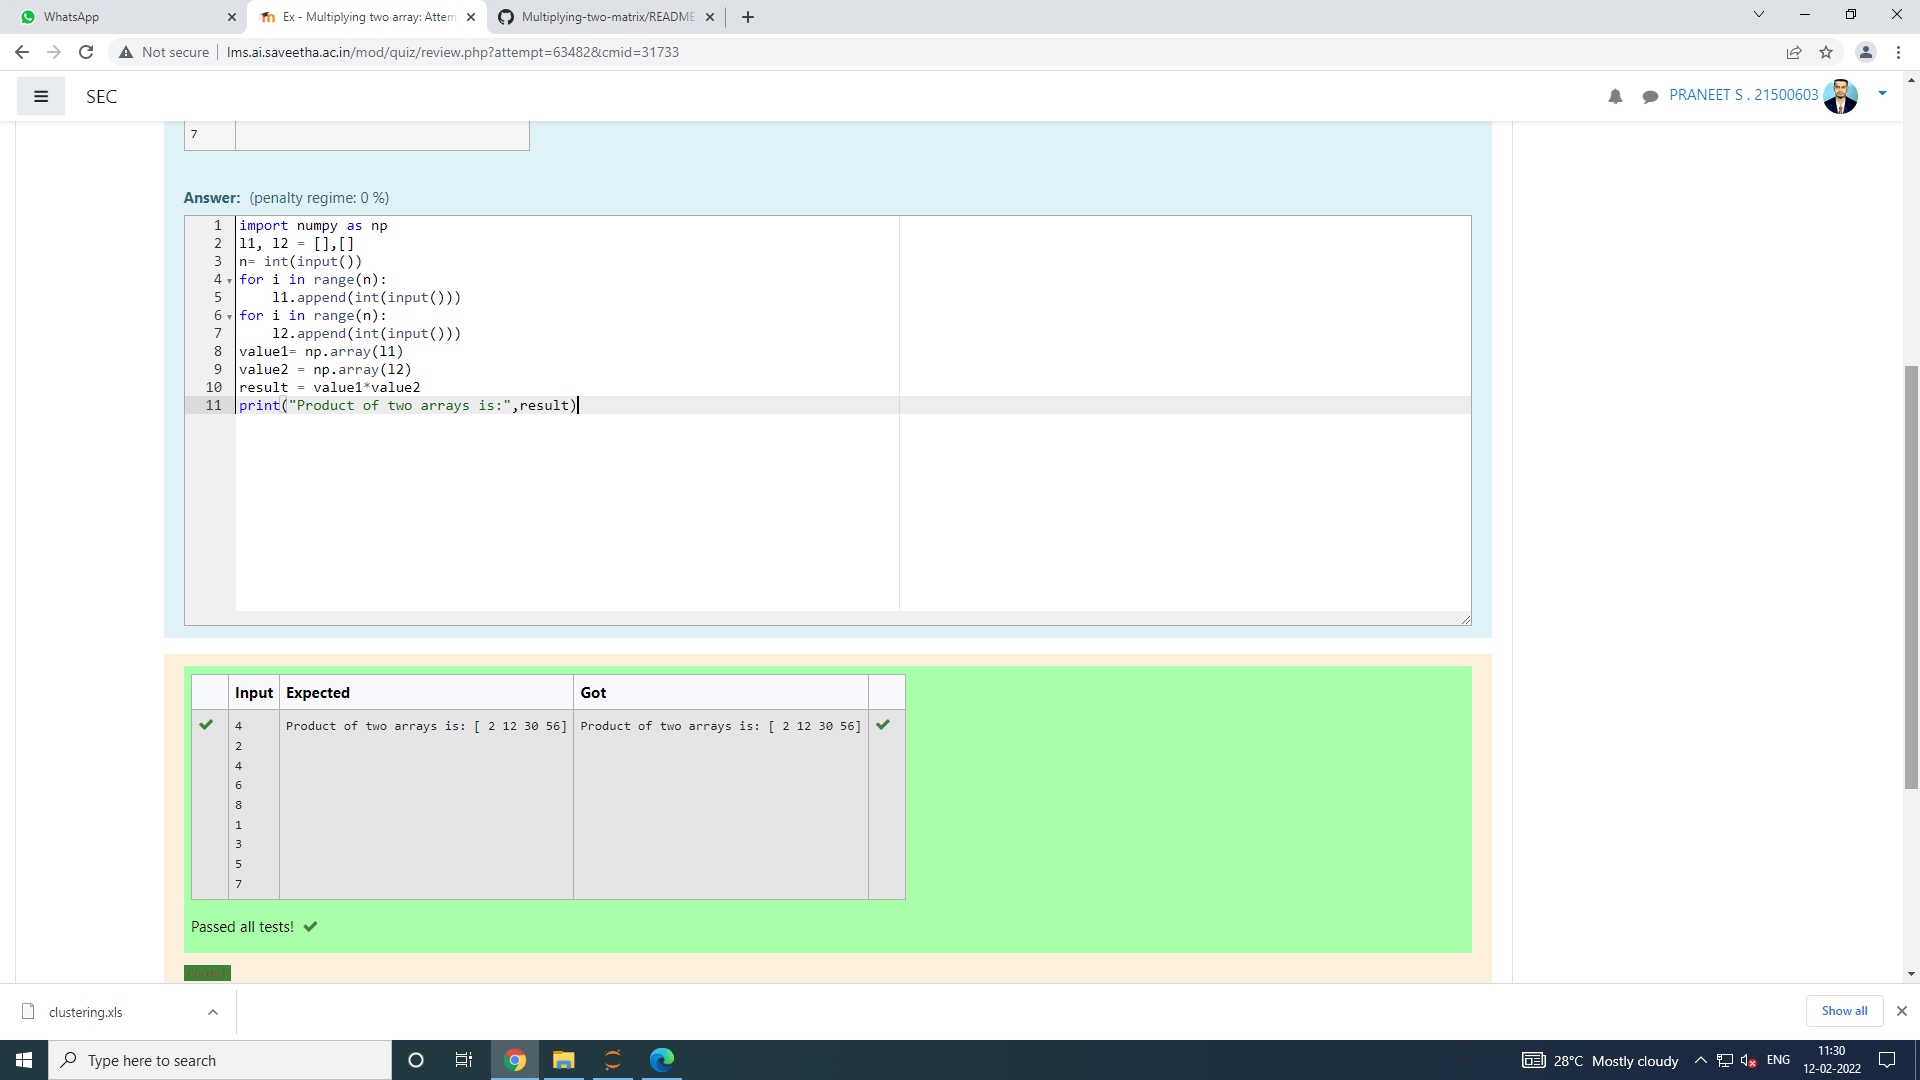 WhatsApp
Ex - Multiplying two array: Attem
Multiplying-two-matrix/README.
Not secure
lms.ai.saveetha.ac.in/mod/quiz/review.php?attempt=63482&cmid=31733
SEC
PRANEET S . 21500603
7
Answer: (penalty regime: 0 %)
1 import numpy as np
2 l1, l2 = [],[]
3 n= int(input())
4 for i in range(n):
5     l1.append(int(input()))
6 for i in range(n):
7     l2.append(int(input()))
8 value1= np.array(l1)
9 value2 = np.array(l2)
10 result = value1*value2
11 print("Product of two arrays is:",result)
Input Expected Got
4 Product of two arrays is: [ 2 12 30 56] Product of two arrays is: [ 2 12 30 56]
2
4
6
8
1
3
5
7
Passed all tests!
Correct
clustering.xls
Show all
Type here to search
28°C Mostly cloudy
ENG
11:30
12-02-2022